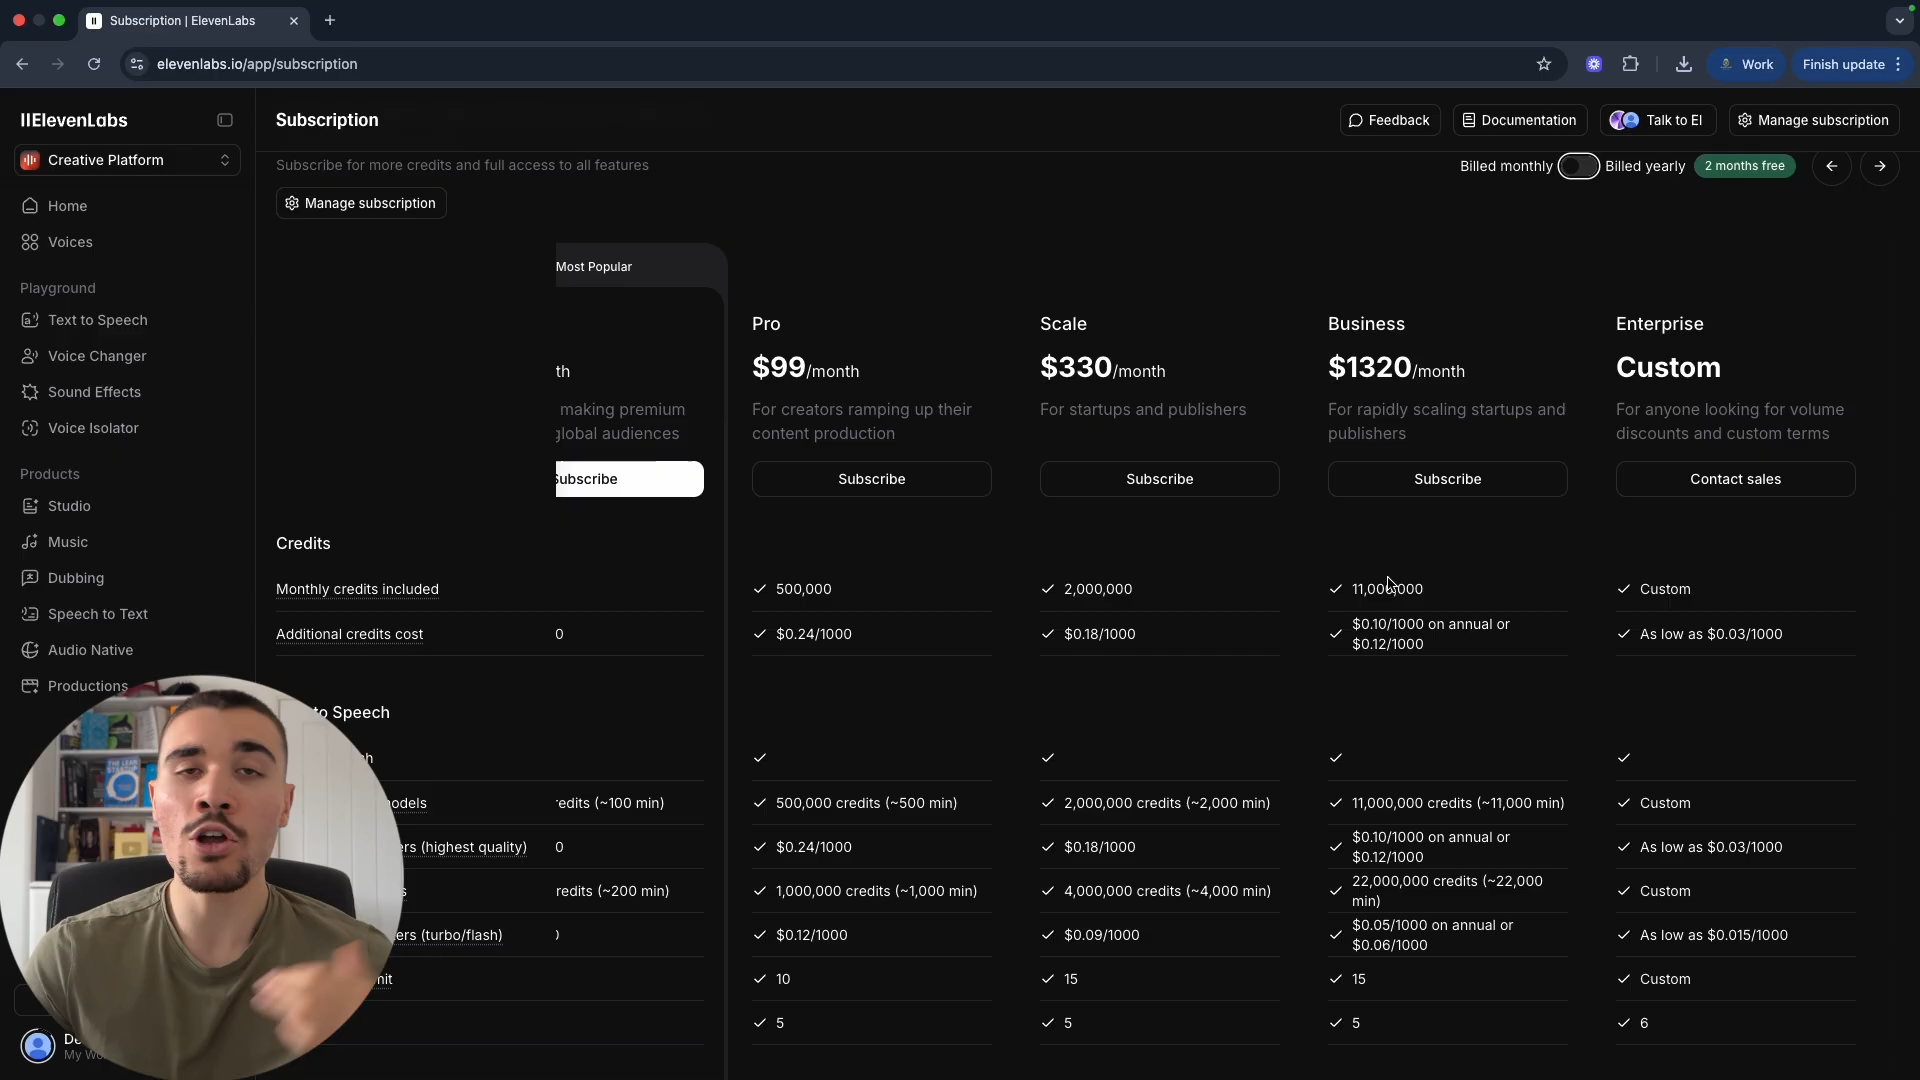 Subscription | ElevenLabs
elevenlabs.io/app/subscription
Work
Finish update
IIElevenLabs
Creative Platform
Home
Voices
Playground
Text to Speech
Voice Changer
Sound Effects
Voice Isolator
Products
Studio
Music
Dubbing
Speech to Text
Audio Native
Productions
My Wo
Subscription
Feedback
Documentation
Talk to El
Manage subscription
Subscribe for more credits and full access to all features
Billed monthly
Billed yearly
2 months free
Manage subscription
Most Popular
th
making premium
global audiences
Subscribe
Pro
$99/month
For creators ramping up their
content production
Subscribe
Scale
$330/month
For startups and publishers
Subscribe
Business
$1320/month
For rapidly scaling startups and
publishers
Subscribe
Enterprise
Custom
For anyone looking for volume
discounts and custom terms
Contact sales
Credits
Monthly credits included
500,000
2,000,000
11,000,000
Custom
Additional credits cost
0
$0.24/1000
$0.18/1000
$0.10/1000 on annual or
$0.12/1000
As low as $0.03/1000
to Speech
h
odels
redits (~100 min)
500,000 credits (~500 min)
2,000,000 credits (~2,000 min)
11,000,000 credits (~11,000 min)
Custom
ers (highest quality)
0
$0.24/1000
$0.18/1000
$0.10/1000 on annual or
$0.12/1000
As low as $0.03/1000
s
redits (~200 min)
1,000,000 credits (~1,000 min)
4,000,000 credits (~4,000 min)
22,000,000 credits (~22,000
min)
Custom
ers (turbo/flash)
$0.12/1000
$0.09/1000
$0.05/1000 on annual or
$0.06/1000
As low as $0.015/1000
mit
10
15
15
Custom
5
5
5
6
THE LEAN
STARTUP